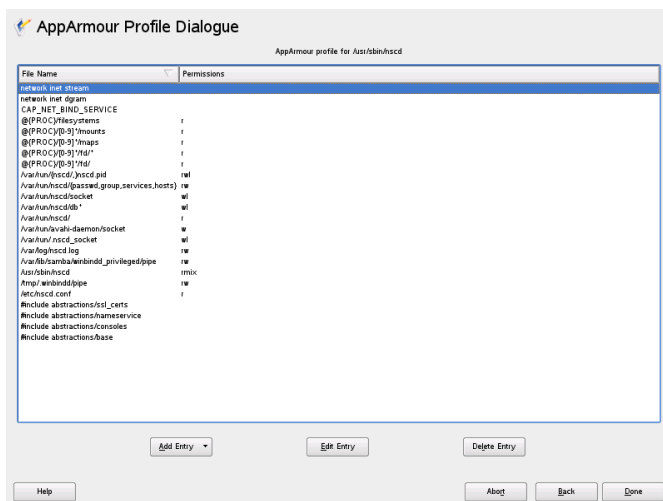 AppArmour Profile Dialogue
AppArmour profile for /usr/sbin/nscd
File Name Permissions
network inet stream
network inet dgram
CAP_NET_BIND_SERVICE
@{PROC}/filesystems r
@{PROC}/[0-9]*/mounts r
@{PROC}/[0-9]*/maps r
@{PROC}/[0-9]*/fd/* r
@{PROC}/[0-9]*/fd/ r
/var/run/{nscd/,}nscd.pid rwl
/var/run/nscd/{passwd,group,services,hosts} rw
/var/run/nscd/socket wl
/var/run/nscd/db* wl
/var/run/nscd/ r
/var/run/avahi-daemon/socket w
/var/run/.nscd_socket wl
/var/log/nscd.log rw
/var/lib/samba/winbindd_privileged/pipe rw
/usr/sbin/nscd rmix
/tmp/.winbindd/pipe rw
/etc/nscd.conf r
#include abstractions/ssl_certs
#include abstractions/nameservice
#include abstractions/consoles
#include abstractions/base
Add Entry Edit Entry Delete Entry
Help Abort Back Done